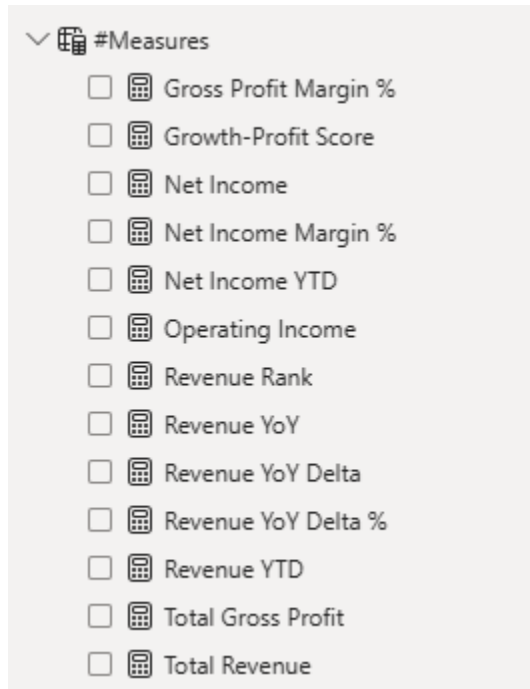 #Measures
Gross Profit Margin %
Growth-Profit Score
Net Income
Net Income Margin %
Net Income YTD
Operating Income
Revenue Rank
Revenue YoY
Revenue YoY Delta
Revenue YoY Delta %
Revenue YTD
Total Gross Profit
Total Revenue